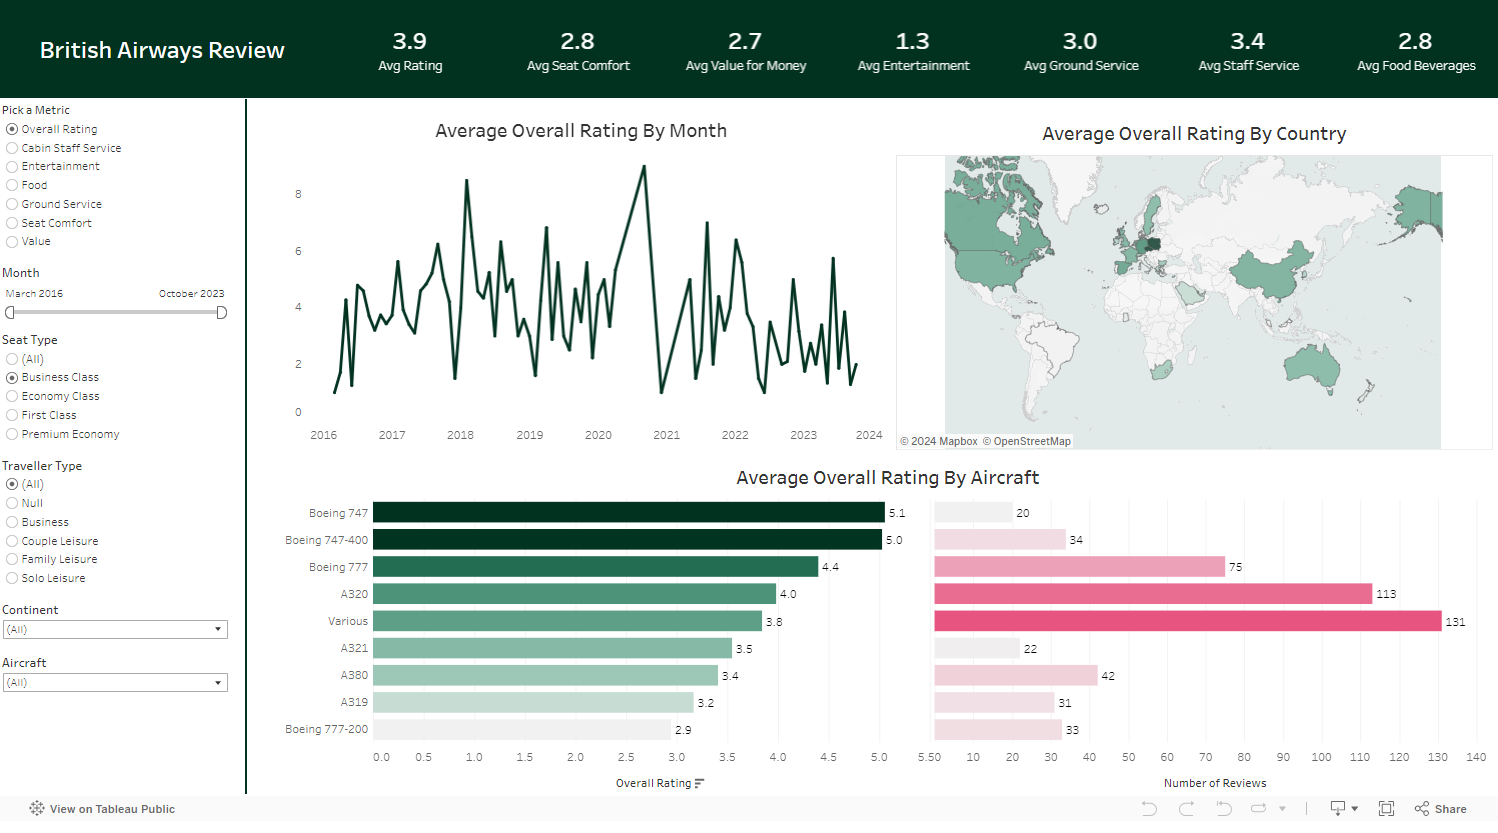 British Airways Review
3.9
Avg Rating
2.8
Avg Seat Comfort
2.7
Avg Value for Money
1.3
Avg Entertainment
3.0
Avg Ground Service
3.4
Avg Staff Service
2.8
Avg Food Beverages
Pick a Metric
Overall Rating
Cabin Staff Service
Entertainment
Food
Ground Service
Seat Comfort
Value
Month
March 2016
October 2023
Seat Type
(All)
Business Class
Economy Class
First Class
Premium Economy
Traveller Type
(All)
Null
Business
Couple Leisure
Family Leisure
Solo Leisure
Continent
(All)
Aircraft
(All)
Average Overall Rating By Month
8
6
4
2
0
2016 2017 2018 2019 2020 2021 2022 2023 2024
Average Overall Rating By Country
© 2024 Mapbox © OpenStreetMap
Average Overall Rating By Aircraft
Boeing 747 5.1 20
Boeing 747-400 5.0 34
Boeing 777 4.4 75
A320 4.0 113
Various 3.8 131
A321 3.5 22
A380 3.4 42
A319 3.2 31
Boeing 777-200 2.9 33
0.0 0.5 1.0 1.5 2.0 2.5 3.0 3.5 4.0 4.5 5.0 5.5
0 10 20 30 40 50 60 70 80 90 100 110 120 130 140
Overall Rating
Number of Reviews
View on Tableau Public
Share